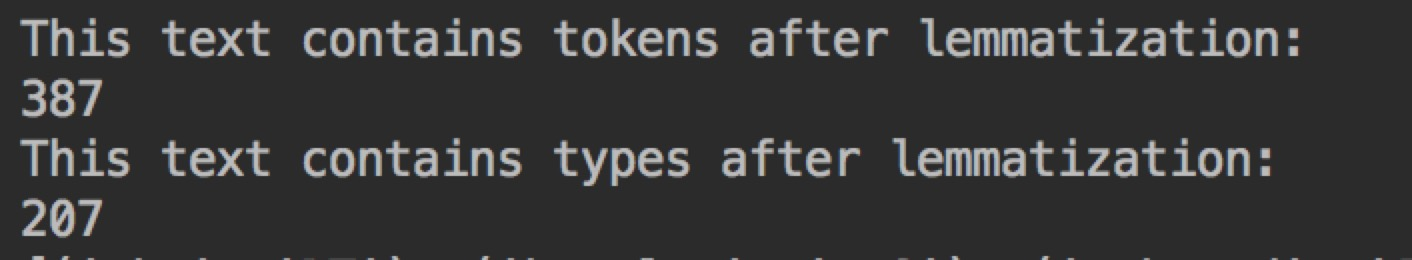 This text contains tokens after lemmatization:
387
This text contains types after lemmatization:
207